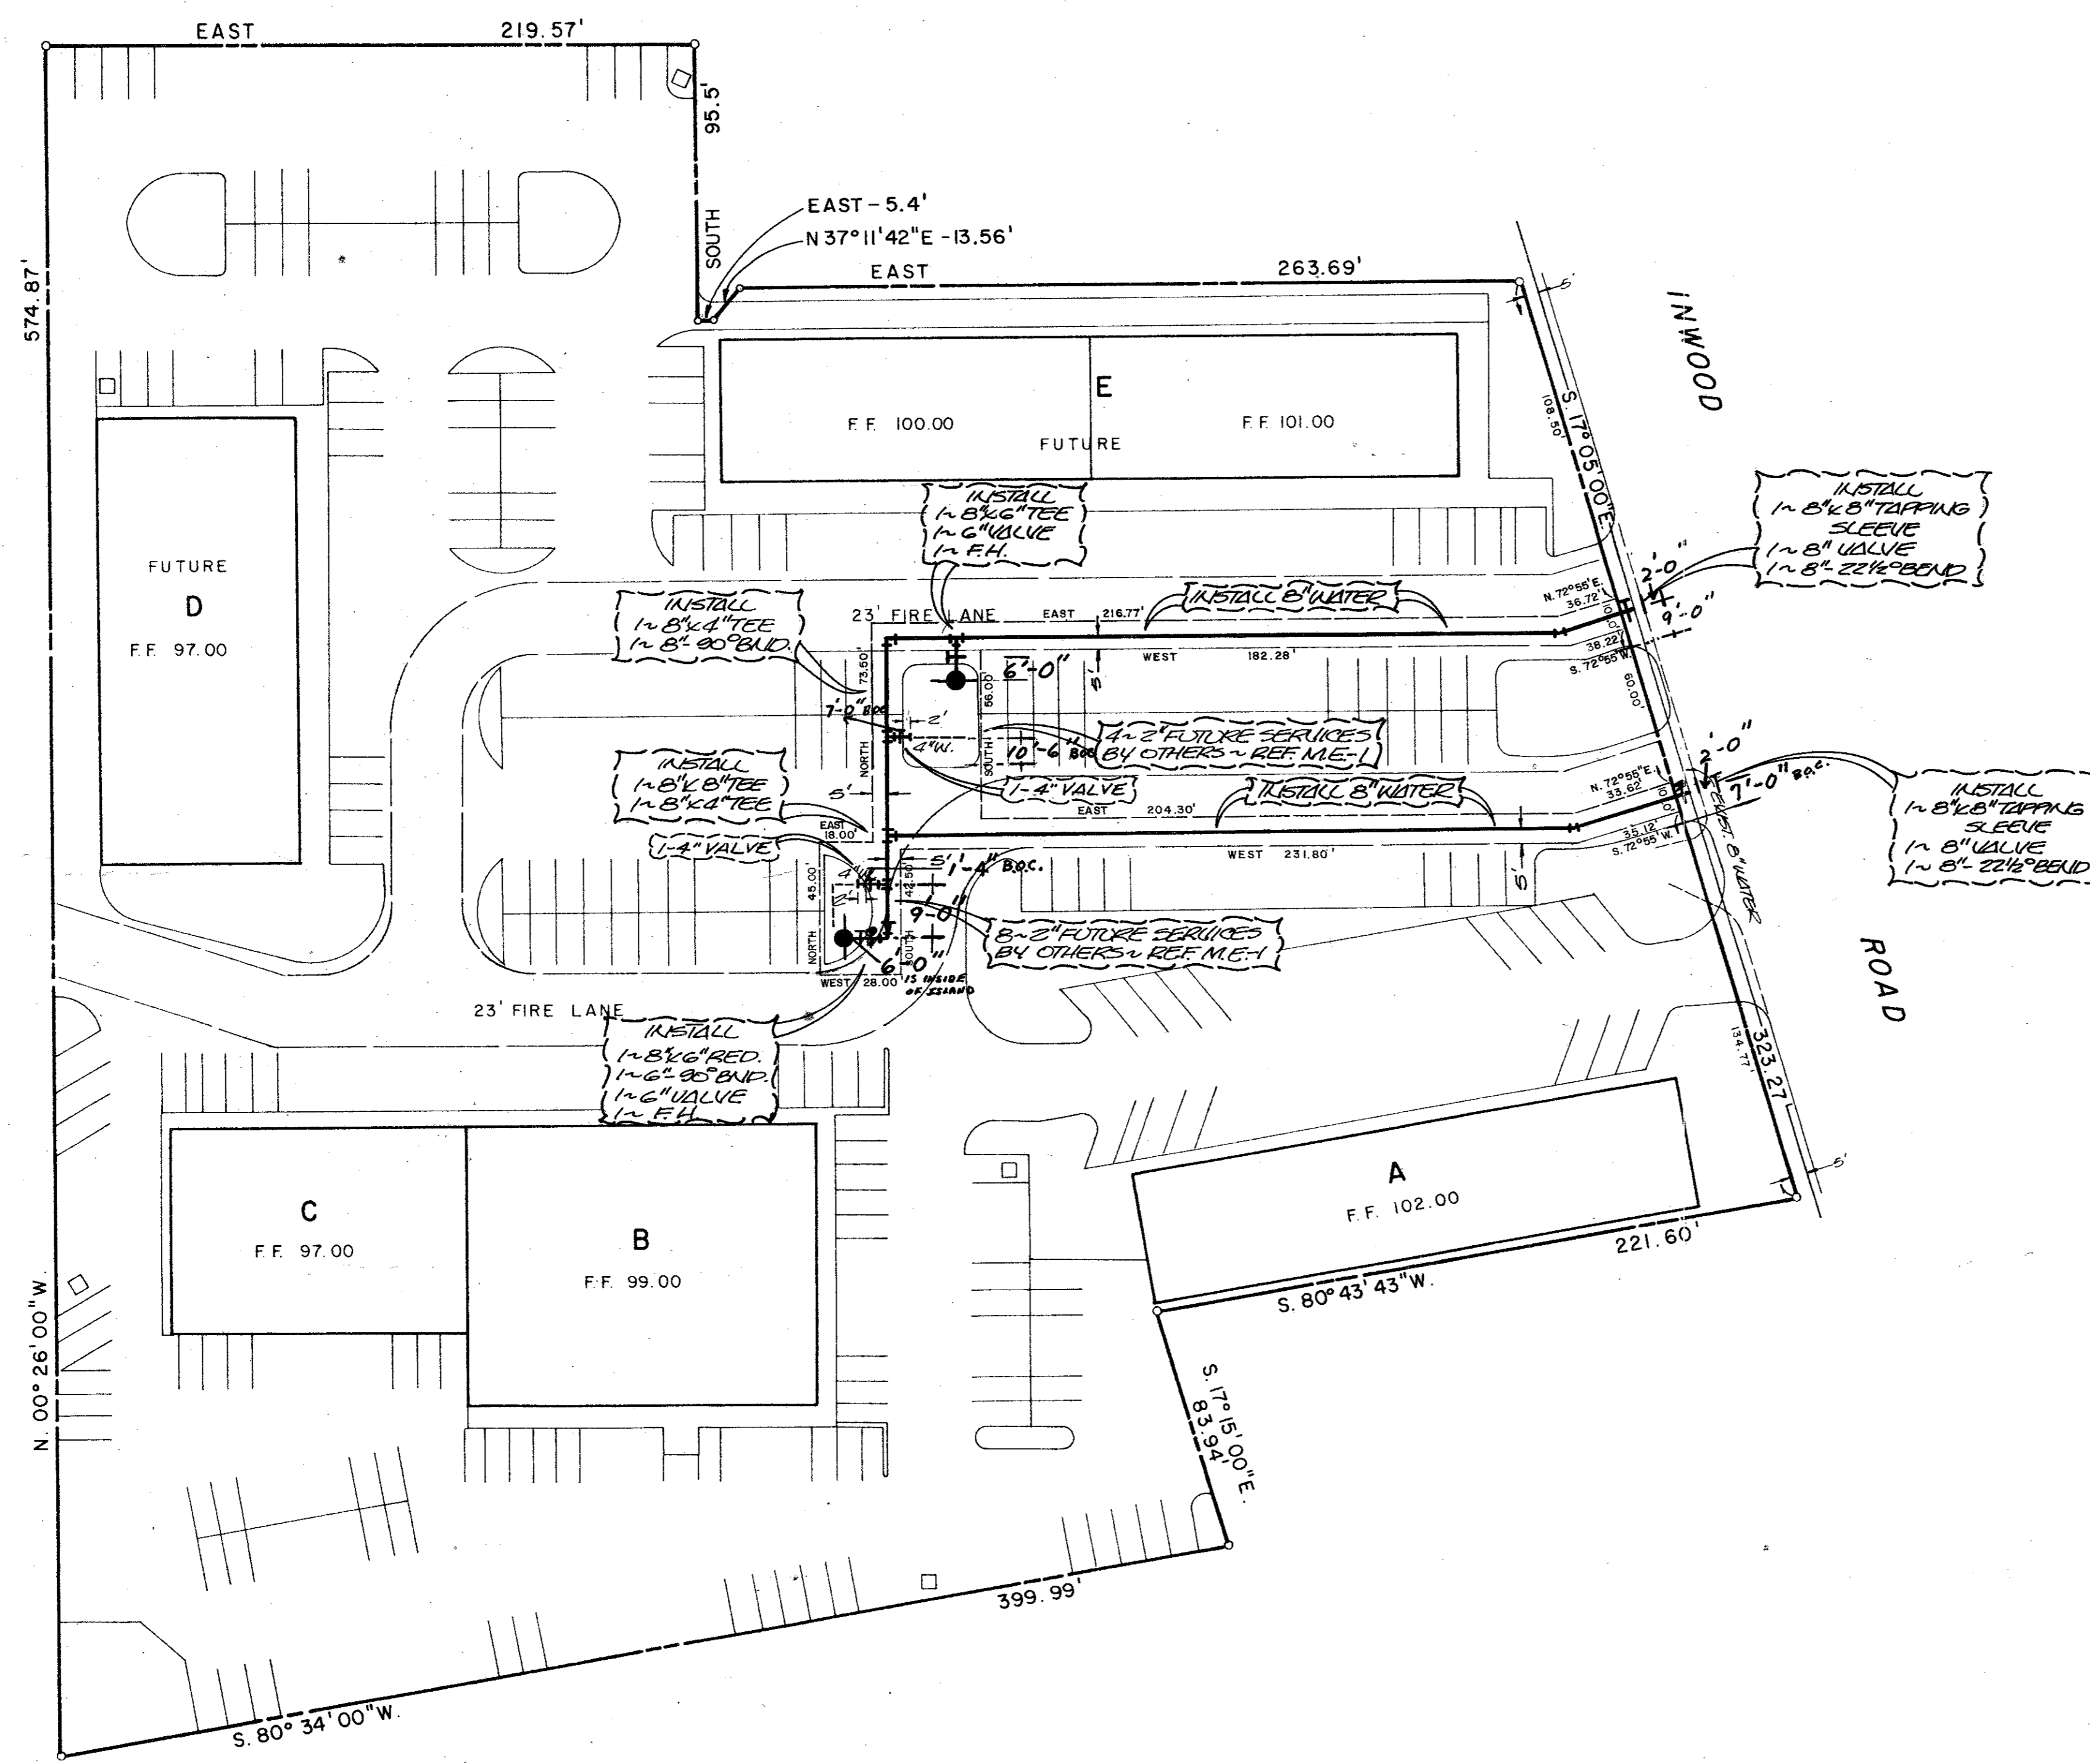 EAST 219.57'
95.5'
SOUTH
574.87'
EAST - 5.4'
N 37° 11' 42" E - 13.56'
EAST 263.69'
5'
INWOOD
E
F.F. 100.00
F.F. 101.00
FUTURE
S. 17° 05' 00" E.
108.50'
INSTALL
1~8"x8" TAPPING
SLEEVE
1~8" VALVE
1~8"-22½° BEND
INSTALL
1~8"x6" TEE
1~6" VALVE
1~F.H.
FUTURE
D
F.F. 97.00
INSTALL
1~8"x4" TEE
1~8"-90° BND.
23' FIRE LANE
EAST 216.77'
INSTALL 8" WATER
N. 72° 55' E.
36.72'
10.0'
2'-0"
9'-0"
38.22'
S. 72° 55' W.
WEST 182.28'
5'
73.50'
6'-0"
56.00'
60.00'
7'-0" BOC
2'
4" W.
NORTH
SOUTH
10'-6" BOC
4~2" FUTURE SERVICES
BY OTHERS ~ REF. M.E.-1
1-4" VALVE
INSTALL
1~8"x8" TEE
1~8"x4" TEE
5'
INSTALL 8" WATER
EAST 204.30'
N. 72° 55' E.
33.62'
10.0'
2'-0"
7'-0" B.O.C.
INSTALL
1~8"x8" TAPPING
SLEEVE
1~8" VALVE
1~8"-22½° BEND
EXIST. 8" WATER
EAST
18.00'
1-4" VALVE
35.12'
S. 72° 55' W.
WEST 231.80'
5'
5'
1'-4" B.O.C.
4"
2'
45.00'
NORTH
42.50'
SOUTH
9'-0"
8~2" FUTURE SERVICES
BY OTHERS ~ REF. M.E.-1
6'-0"
IS INSIDE
OF ISLAND
WEST 28.00'
ROAD
23' FIRE LANE
INSTALL
1~8"x6" RED.
1~6"-90° BND.
1~6" VALVE
1~F.H.
323.27'
134.77'
5'
C
F.F. 97.00
B
F.F. 99.00
A
F.F. 102.00
221.60'
S. 80° 43' 43" W.
N. 00° 26' 00" W.
S. 17° 15' 00" E.
83.94'
399.99'
S. 80° 34' 00" W.